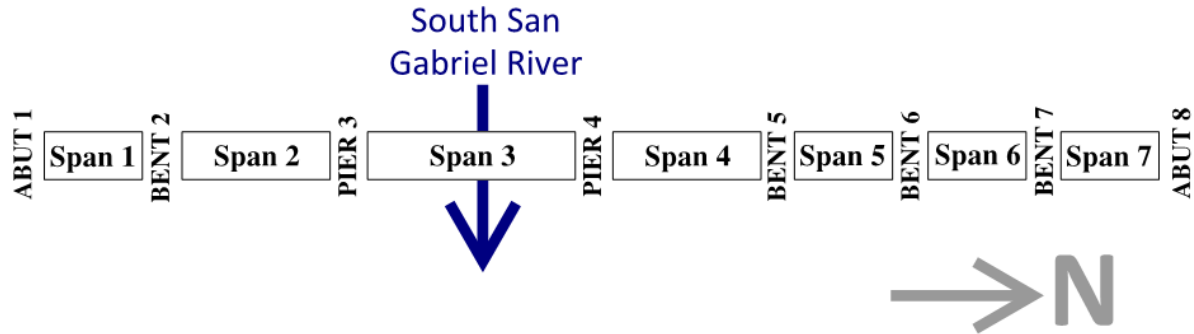 South San
Gabriel River
ABUT 1
Span 1
BENT 2
Span 2
PIER 3
Span 3
PIER 4
Span 4
BENT 5
Span 5
BENT 6
Span 6
BENT 7
Span 7
ABUT 8
N